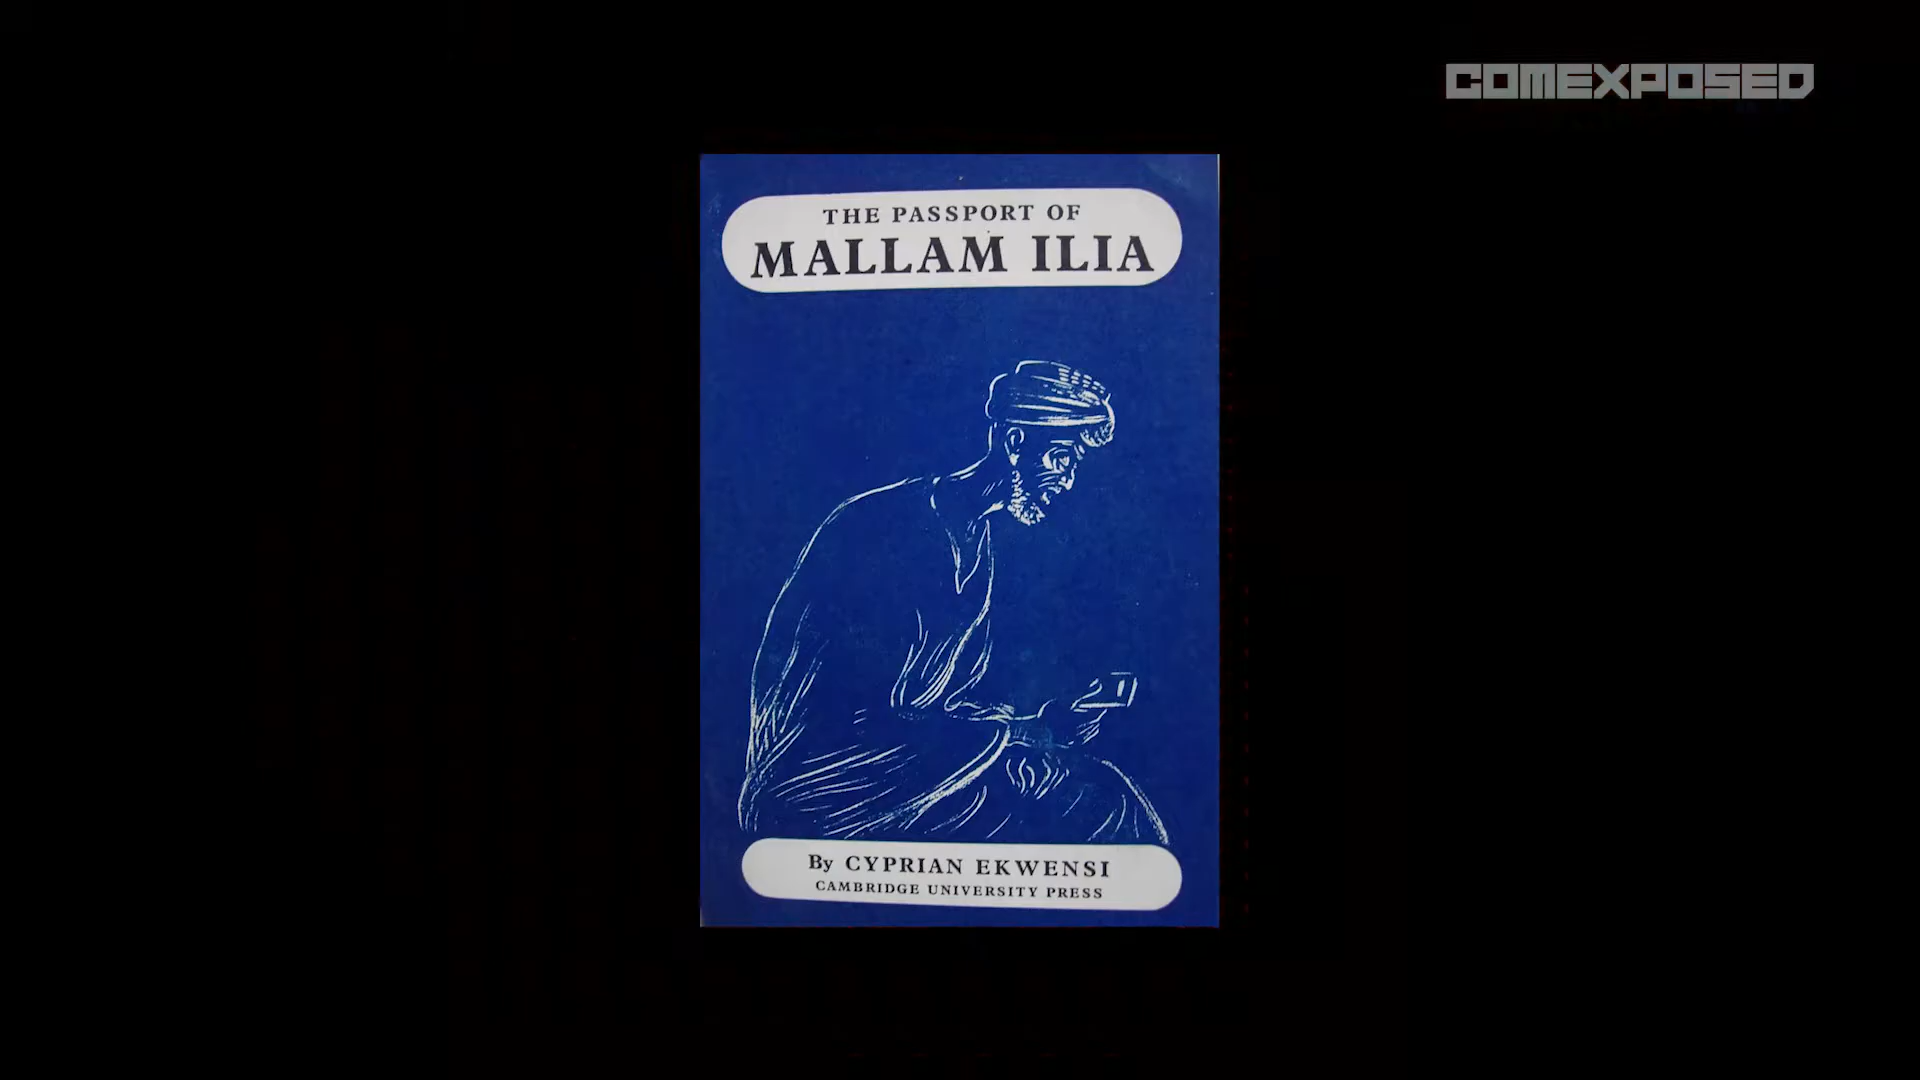 COMEXPOSED
THE PASSPORT OF
MALLAM ILIA
By CYPRIAN EKWENSI
CAMBRIDGE UNIVERSITY PRESS